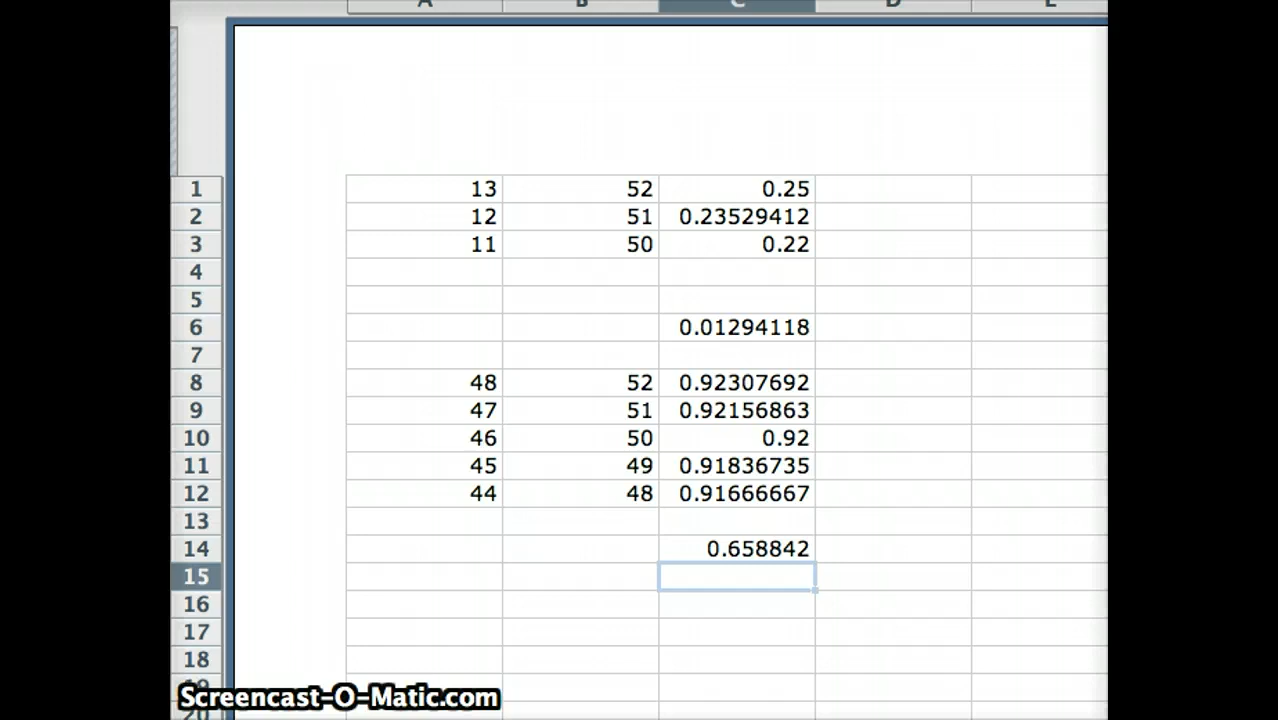 A B C D E
1 13 52 0.25
2 12 51 0.23529412
3 11 50 0.22
4
5
6 0.01294118
7
8 48 52 0.92307692
9 47 51 0.92156863
10 46 50 0.92
11 45 49 0.91836735
12 44 48 0.91666667
13
14 0.658842
15
16
17
18
19
Screencast-O-Matic.com
20